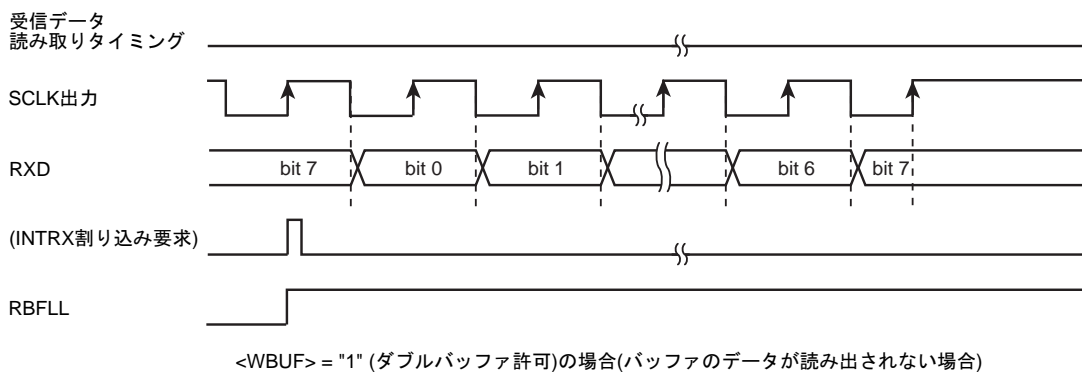 受信データ
読み取りタイミング
SCLK出力
RXD
bit 7
bit 0
bit 1
bit 6
bit 7
(INTRX割り込み要求)
RBFLL
<WBUF> = "1" (ダブルバッファ許可)の場合(バッファのデータが読み出されない場合)